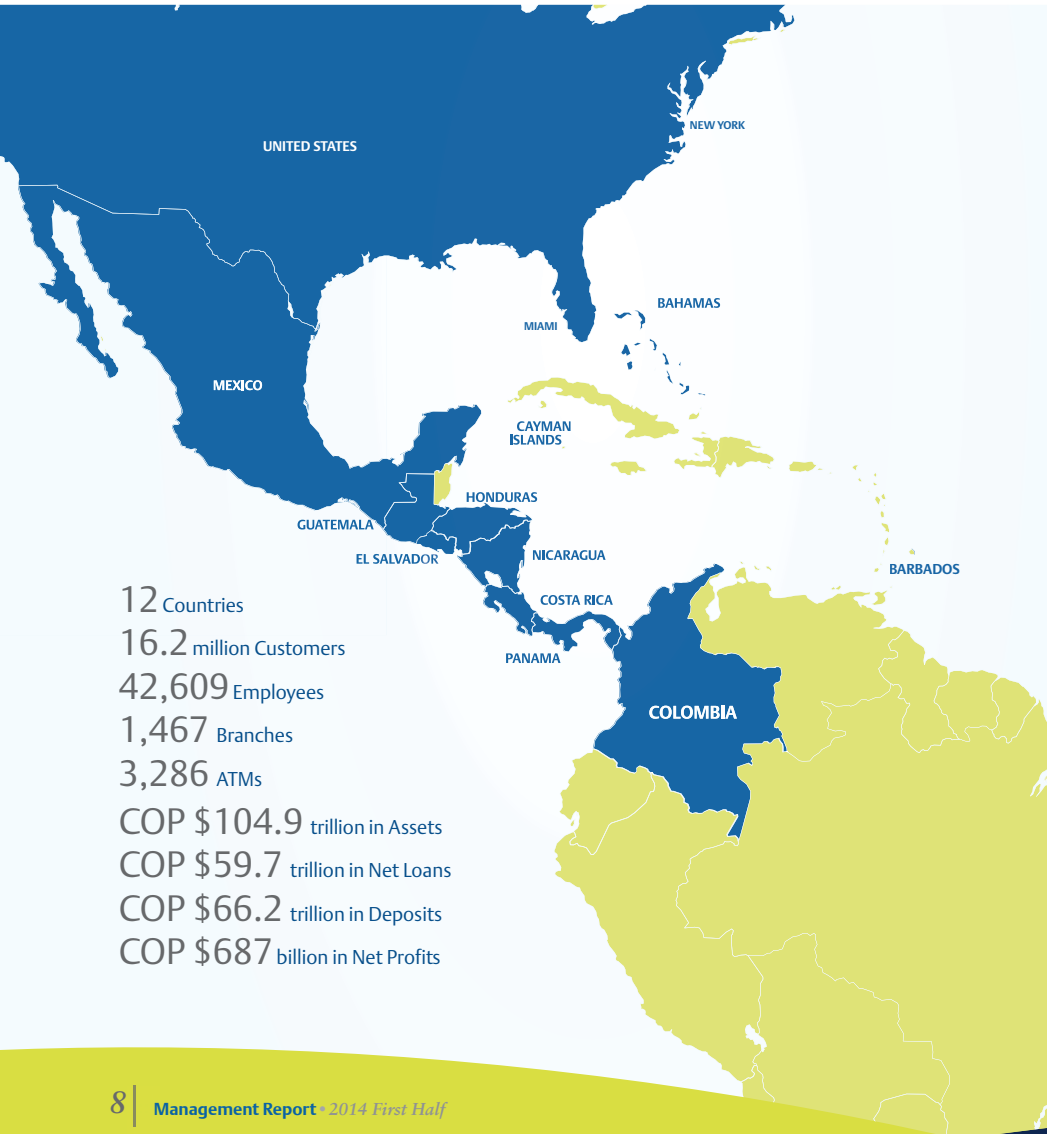 UNITED STATES
NEW YORK
BAHAMAS
MIAMI
MEXICO
CAYMAN
ISLANDS
HONDURAS
GUATEMALA
EL SALVADOR
NICARAGUA
BARBADOS
COSTA RICA
PANAMA
COLOMBIA
12 Countries
16.2 million Customers
42,609 Employees
1,467 Branches
3,286 ATMs
COP $104.9 trillion in Assets
COP $59.7 trillion in Net Loans
COP $66.2 trillion in Deposits
COP $687 billion in Net Profits
8 Management Report • 2014 First Half